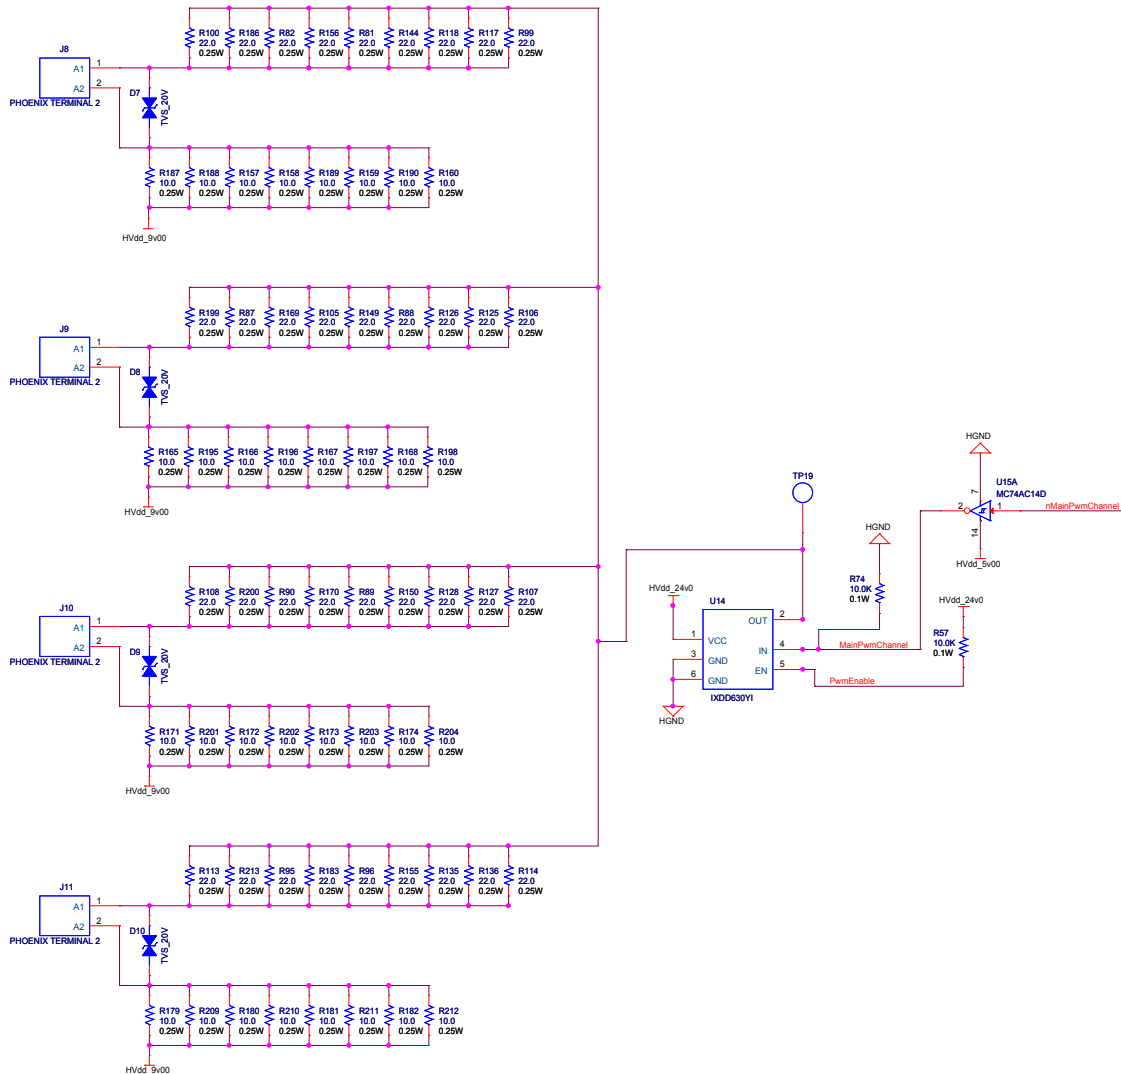 R100 R186 R82 R156 R81 R144 R118 R117 R99
22.0 22.0 22.0 22.0 22.0 22.0 22.0 22.0 22.0
0.25W 0.25W 0.25W 0.25W 0.25W 0.25W 0.25W 0.25W 0.25W
J8
A1 1
A2 2
PHOENIX TERMINAL 2
D7
TVS_20V
R187 R188 R157 R158 R189 R159 R190 R160
10.0 10.0 10.0 10.0 10.0 10.0 10.0 10.0
0.25W 0.25W 0.25W 0.25W 0.25W 0.25W 0.25W 0.25W
HVdd_9v00
R199 R87 R169 R105 R149 R88 R126 R125 R106
22.0 22.0 22.0 22.0 22.0 22.0 22.0 22.0 22.0
0.25W 0.25W 0.25W 0.25W 0.25W 0.25W 0.25W 0.25W 0.25W
J9
A1 1
A2 2
PHOENIX TERMINAL 2
D8
TVS_20V
R165 R195 R166 R196 R167 R197 R168 R198
10.0 10.0 10.0 10.0 10.0 10.0 10.0 10.0
0.25W 0.25W 0.25W 0.25W 0.25W 0.25W 0.25W 0.25W
HVdd_9v00
R108 R200 R90 R170 R89 R150 R128 R127 R107
22.0 22.0 22.0 22.0 22.0 22.0 22.0 22.0 22.0
0.25W 0.25W 0.25W 0.25W 0.25W 0.25W 0.25W 0.25W 0.25W
J10
A1 1
A2 2
PHOENIX TERMINAL 2
D9
TVS_20V
R171 R201 R172 R202 R173 R203 R174 R204
10.0 10.0 10.0 10.0 10.0 10.0 10.0 10.0
0.25W 0.25W 0.25W 0.25W 0.25W 0.25W 0.25W 0.25W
HVdd_9v00
R113 R213 R95 R183 R96 R155 R135 R136 R114
22.0 22.0 22.0 22.0 22.0 22.0 22.0 22.0 22.0
0.25W 0.25W 0.25W 0.25W 0.25W 0.25W 0.25W 0.25W 0.25W
J11
A1 1
A2 2
PHOENIX TERMINAL 2
D10
TVS_20V
R179 R209 R180 R210 R181 R211 R182 R212
10.0 10.0 10.0 10.0 10.0 10.0 10.0 10.0
0.25W 0.25W 0.25W 0.25W 0.25W 0.25W 0.25W 0.25W
HVdd_9v00
TP19
HVdd_24v0
U14
1 VCC
3 GND
6 GND
OUT 2
IN 4
EN 5
IXDD630YI
HGND
MainPwmChannel
PwmEnable
HGND
R74
10.0K
0.1W
HVdd_24v0
R57
10.0K
0.1W
HGND
U15A
MC74AC14D
7
2 1
14
nMainPwmChannel
HVdd_5v00